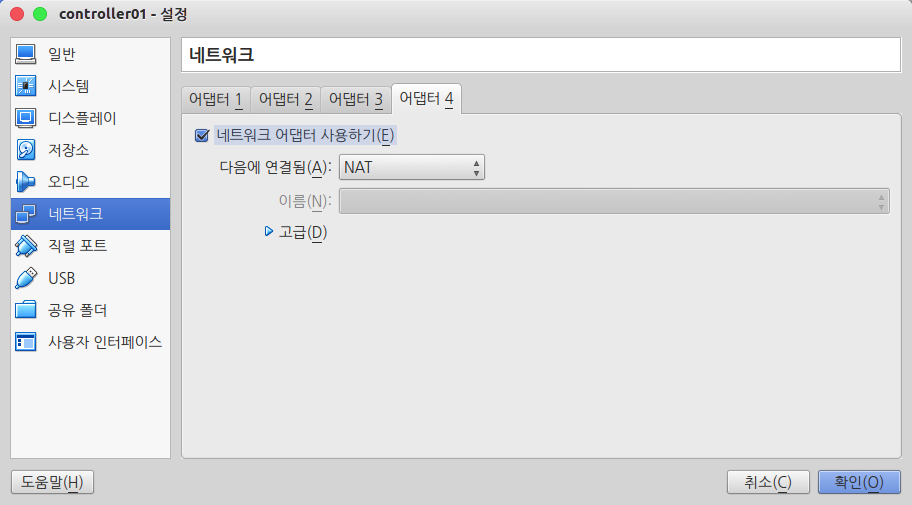 controller01 - 설정
일반
시스템
디스플레이
저장소
오디오
네트워크
직렬 포트
USB
공유 폴더
사용자 인터페이스
네트워크
어댑터 1 어댑터 2 어댑터 3 어댑터 4
네트워크 어댑터 사용하기(E)
다음에 연결됨(A): NAT
이름(N):
고급(D)
도움말(H) 취소(C) 확인(O)